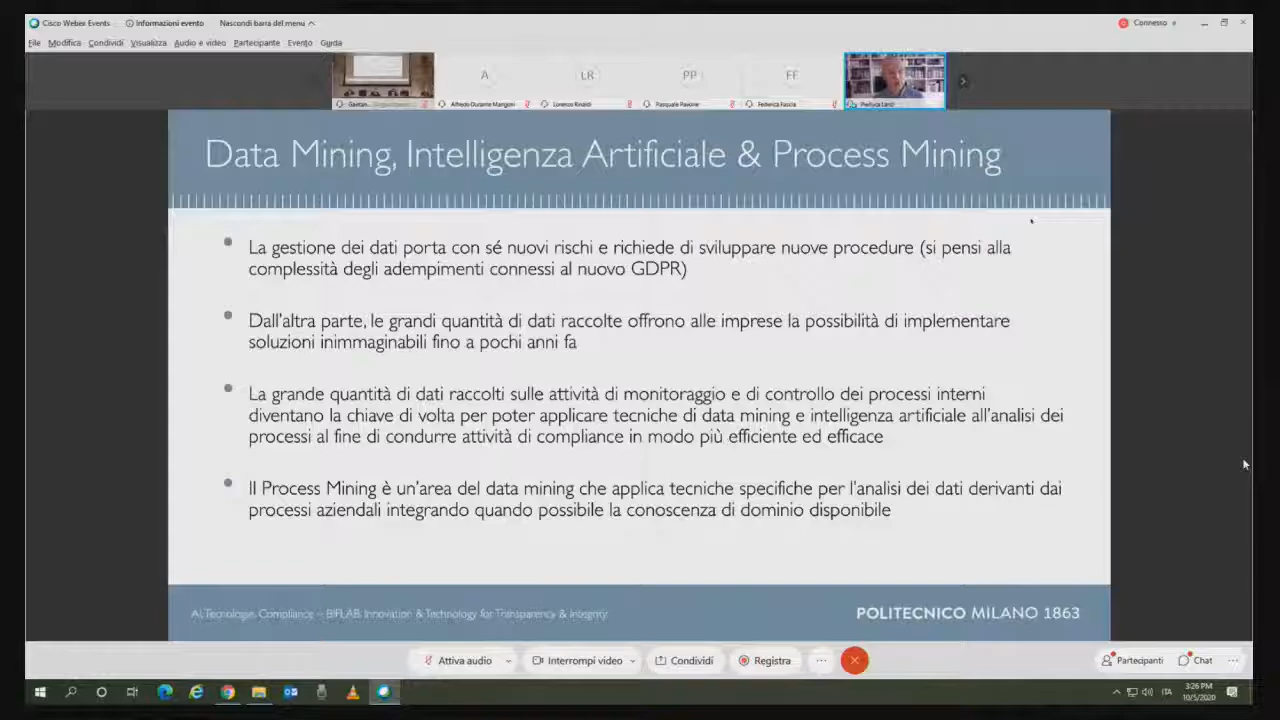 Cisco Webex Events
Informazioni evento
Nascondi barra del menu
Connesso
File Modifica Condividi Visualizza Audio e video Partecipante Evento Guida
A
LR
PP
FF
Alfredo Durante Mangoni
Lorenzo Rinaldi
Pasquale Pavone
Federica Fascia
Pierluca Lanzi
Data Mining, Intelligenza Artificiale & Process Mining
La gestione dei dati porta con sé nuovi rischi e richiede di sviluppare nuove procedure (si pensi alla
complessità degli adempimenti connessi al nuovo GDPR)
Dall'altra parte, le grandi quantità di dati raccolte offrono alle imprese la possibilità di implementare
soluzioni inimmaginabili fino a pochi anni fa
La grande quantità di dati raccolti sulle attività di monitoraggio e di controllo dei processi interni
diventano la chiave di volta per poter applicare tecniche di data mining e intelligenza artificiale all'analisi dei
processi al fine di condurre attività di compliance in modo più efficiente ed efficace
Il Process Mining è un'area del data mining che applica tecniche specifiche per l'analisi dei dati derivanti dai
processi aziendali integrando quando possibile la conoscenza di dominio disponibile
AI, Tecnologie, Compliance – BIFLAB: Innovation & Technology for Transparency & Integrity
POLITECNICO MILANO 1863
Attiva audio
Interrompi video
Condividi
Registra
Partecipanti
Chat
ITA
3:26 PM
10/5/2020